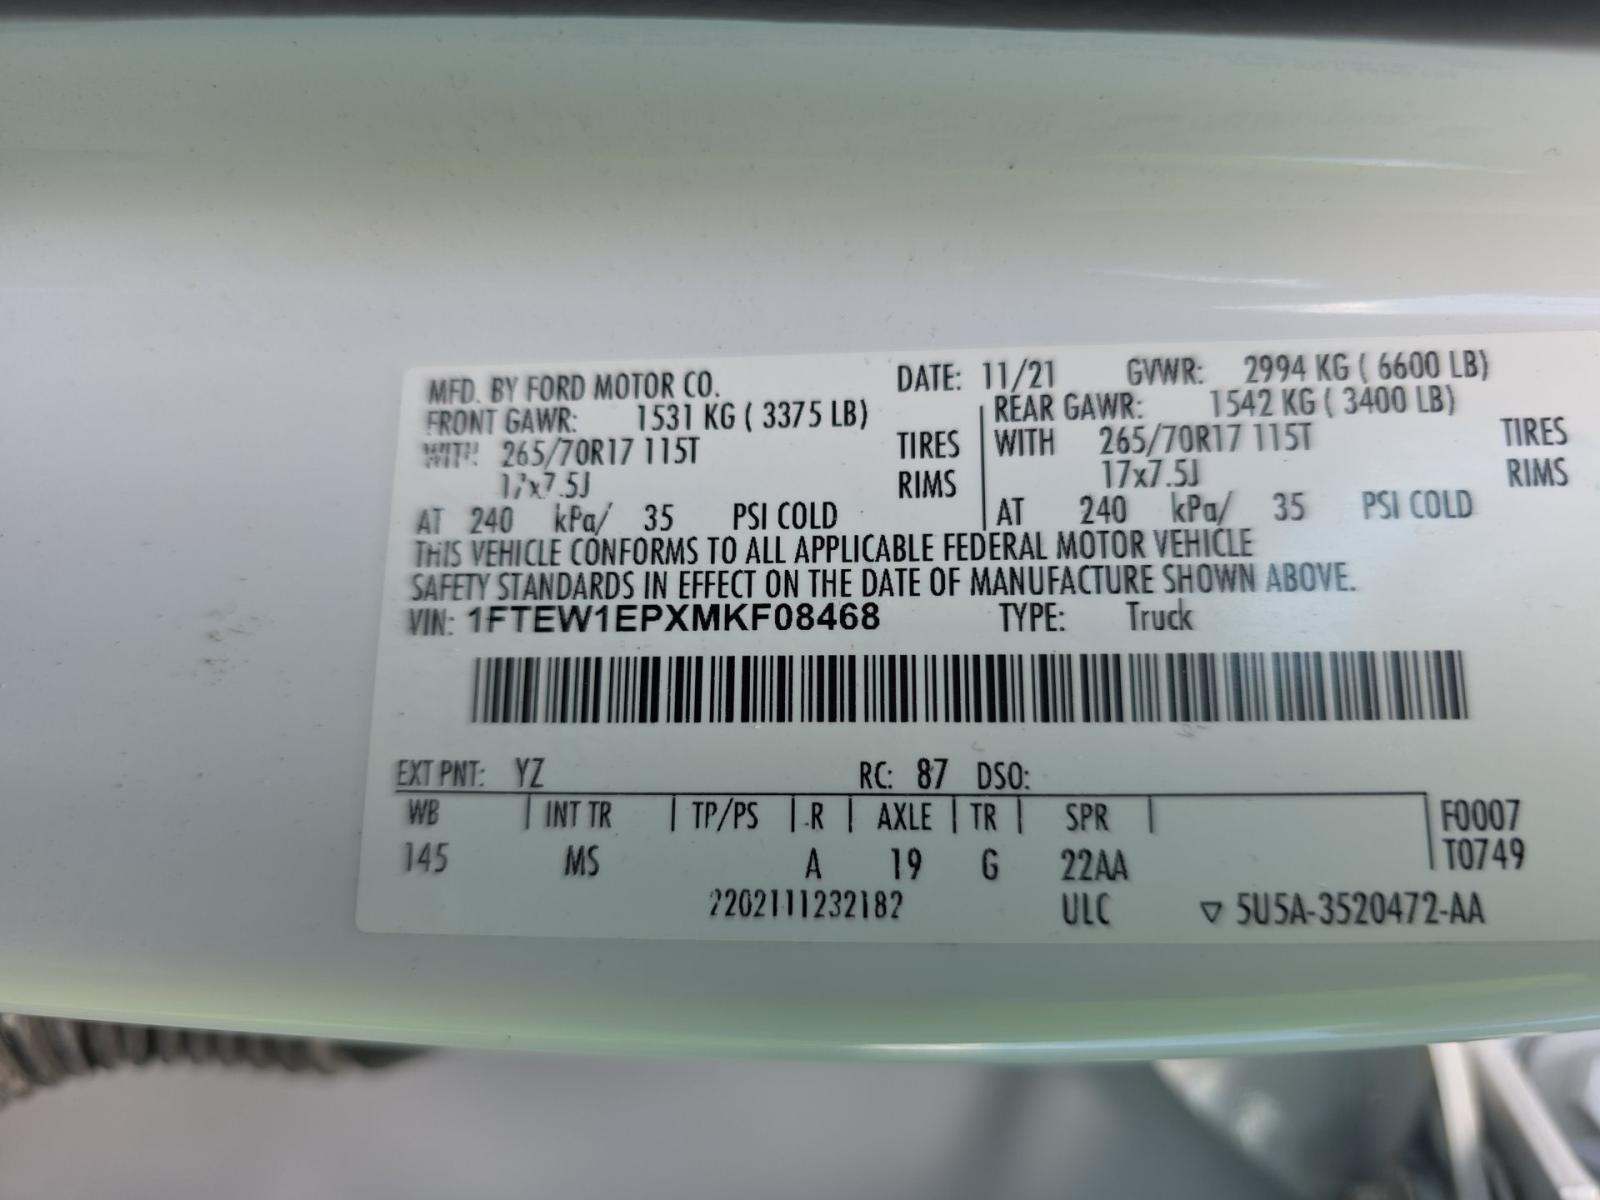 MFD. BY FORD MOTOR CO. DATE: 11/21 GVWR: 2994 KG ( 6600 LB)
FRONT GAWR: 1531 KG ( 3375 LB) REAR GAWR: 1542 KG ( 3400 LB)
WITH 265/70R17 115T TIRES WITH 265/70R17 115T TIRES
17x7.5J RIMS 17x7.5J RIMS
AT 240 kPa/ 35 PSI COLD AT 240 kPa/ 35 PSI COLD
THIS VEHICLE CONFORMS TO ALL APPLICABLE FEDERAL MOTOR VEHICLE
SAFETY STANDARDS IN EFFECT ON THE DATE OF MANUFACTURE SHOWN ABOVE.
VIN: 1FTEW1EPXMKF08468 TYPE: Truck
EXT PNT: YZ RC: 87 DSO:
WB INT TR TP/PS R AXLE TR SPR F0007
145 MS A 19 G 22AA T0749
ULC ▽ 5U5A-3520472-AA